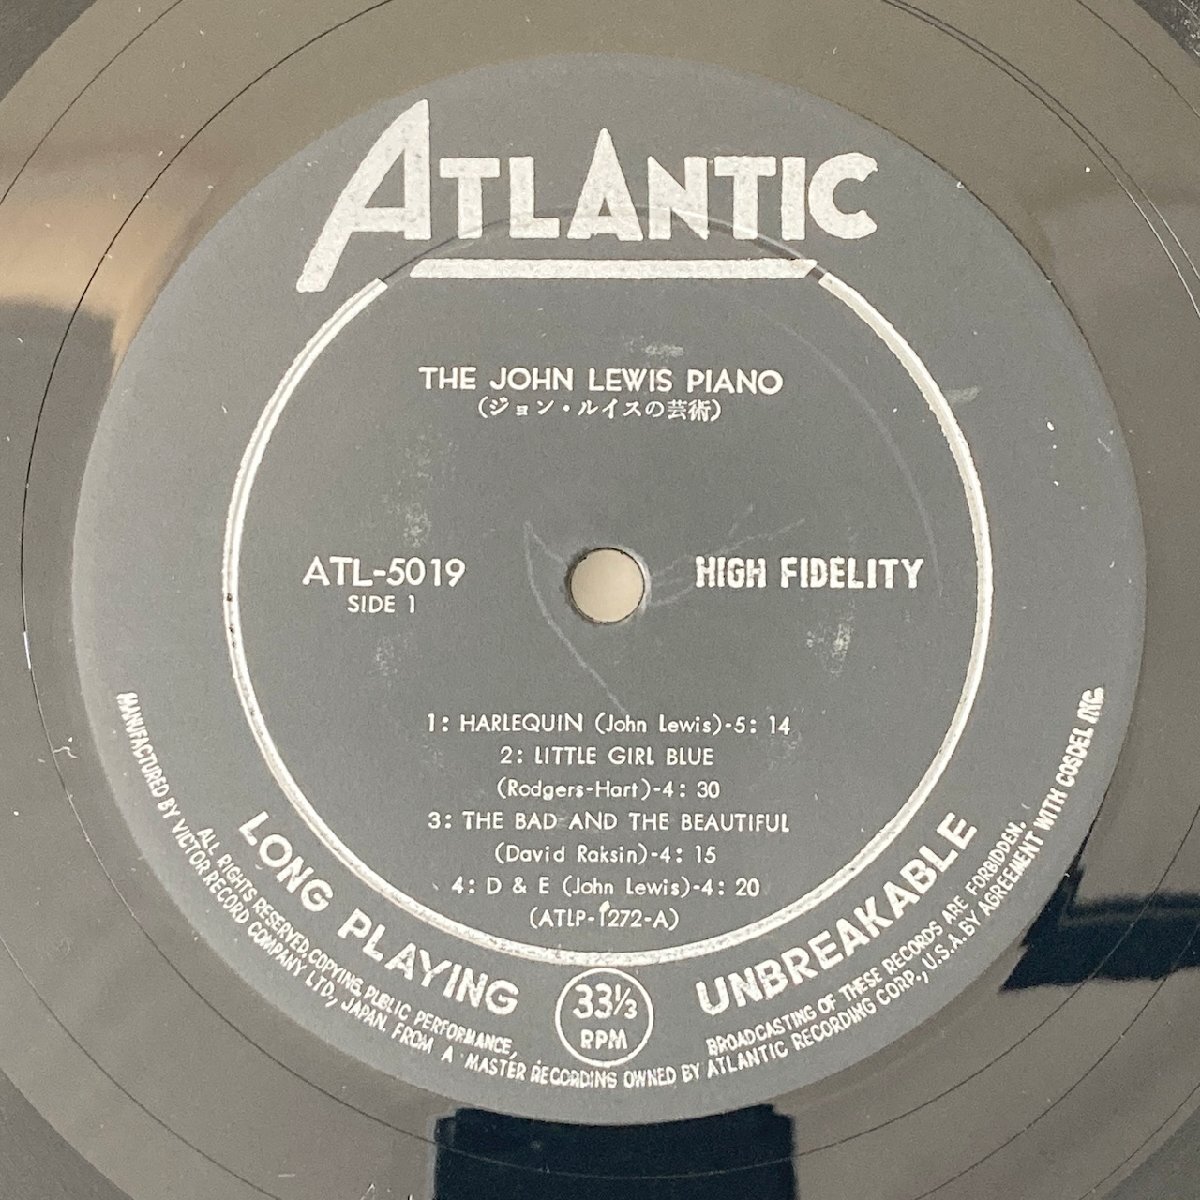 ATLANTIC
THE JOHN LEWIS PIANO
(ジョン・ルイスの芸術)
ATL-5019
SIDE 1
HIGH FIDELITY
1: HARLEQUIN (John Lewis)-5: 14
2: LITTLE GIRL BLUE
(Rodgers-Hart)-4: 30
3: THE BAD AND THE BEAUTIFUL
(David Raksin)-4: 15
4: D & E (John Lewis)-4: 20
(ATLP-1272-A)
LONG PLAYING
33⅓
RPM
UNBREAKABLE
ALL RIGHTS RESERVED. COPYING, PUBLIC PERFORMANCE, BROADCASTING OF THESE RECORDS ARE FORBIDDEN.
MANUFACTURED BY VICTOR RECORD COMPANY LTD., JAPAN. FROM A MASTER RECORDING OWNED BY ATLANTIC RECORDING CORP., U.S.A. BY AGREEMENT WITH COSDEL INC.